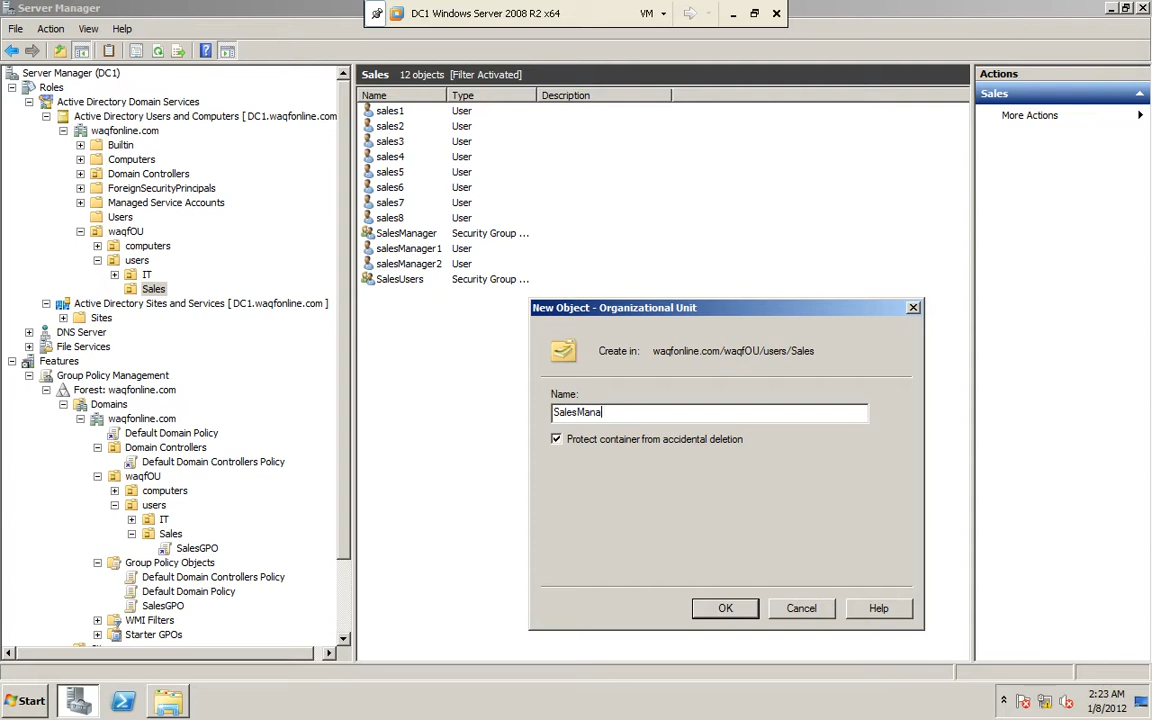 Server Manager (DC1)
DC1 Windows Server 2008 R2 x64
VM
File Action View Help
Server Manager (DC1)
Roles
Active Directory Domain Services
Active Directory Users and Computers [ DC1.waqfonline.com
waqfonline.com
Builtin
Computers
Domain Controllers
ForeignSecurityPrincipals
Managed Service Accounts
Users
waqfOU
computers
users
IT
Sales
Active Directory Sites and Services [ DC1.waqfonline.com ]
Sites
DNS Server
File Services
Features
Group Policy Management
Forest: waqfonline.com
Domains
waqfonline.com
Default Domain Policy
Domain Controllers
Default Domain Controllers Policy
waqfOU
computers
users
IT
Sales
SalesGPO
Group Policy Objects
Default Domain Controllers Policy
Default Domain Policy
SalesGPO
WMI Filters
Starter GPOs
Sales 12 objects [Filter Activated]
Name Type Description
sales1 User
sales2 User
sales3 User
sales4 User
sales5 User
sales6 User
sales7 User
sales8 User
SalesManager Security Group ...
salesManager1 User
salesManager2 User
SalesUsers Security Group ...
New Object - Organizational Unit
Create in: waqfonline.com/waqfOU/users/Sales
Name:
SalesMana
Protect container from accidental deletion
OK Cancel Help
Actions
Sales
More Actions
Start
2:23 AM
1/8/2012